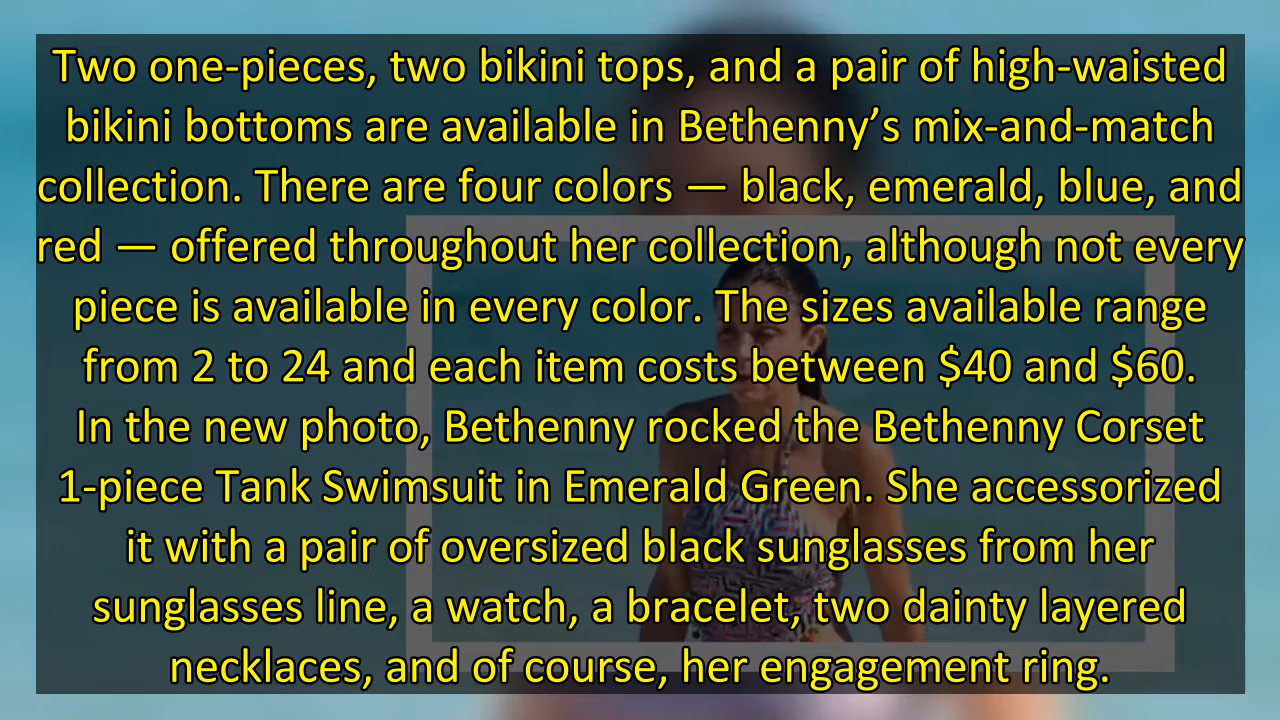 Two one-pieces, two bikini tops, and a pair of high-waisted
bikini bottoms are available in Bethenny’s mix-and-match
collection. There are four colors — black, emerald, blue, and
red — offered throughout her collection, although not every
piece is available in every color. The sizes available range
from 2 to 24 and each item costs between $40 and $60.
In the new photo, Bethenny rocked the Bethenny Corset
1-piece Tank Swimsuit in Emerald Green. She accessorized
it with a pair of oversized black sunglasses from her
sunglasses line, a watch, a bracelet, two dainty layered
necklaces, and of course, her engagement ring.